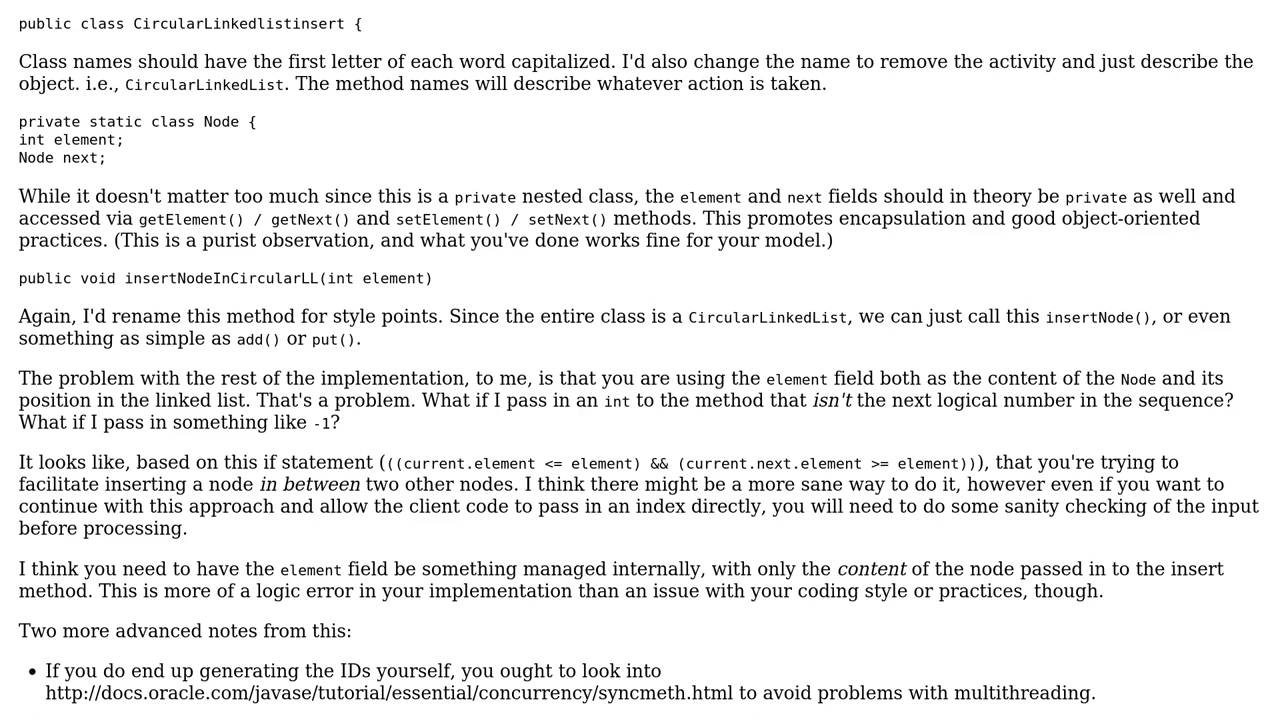 public class CircularLinkedlistinsert {
Class names should have the first letter of each word capitalized. I'd also change the name to remove the activity and just describe the
object. i.e., CircularLinkedList. The method names will describe whatever action is taken.
private static class Node {
int element;
Node next;
While it doesn't matter too much since this is a private nested class, the element and next fields should in theory be private as well and
accessed via getElement() / getNext() and setElement() / setNext() methods. This promotes encapsulation and good object-oriented
practices. (This is a purist observation, and what you've done works fine for your model.)
public void insertNodeInCircularLL(int element)
Again, I'd rename this method for style points. Since the entire class is a CircularLinkedList, we can just call this insertNode(), or even
something as simple as add() or put().
The problem with the rest of the implementation, to me, is that you are using the element field both as the content of the Node and its
position in the linked list. That's a problem. What if I pass in an int to the method that isn't the next logical number in the sequence?
What if I pass in something like -1?
It looks like, based on this if statement (((current.element <= element) && (current.next.element >= element))), that you're trying to
facilitate inserting a node in between two other nodes. I think there might be a more sane way to do it, however even if you want to
continue with this approach and allow the client code to pass in an index directly, you will need to do some sanity checking of the input
before processing.
I think you need to have the element field be something managed internally, with only the content of the node passed in to the insert
method. This is more of a logic error in your implementation than an issue with your coding style or practices, though.
Two more advanced notes from this:
• If you do end up generating the IDs yourself, you ought to look into
http://docs.oracle.com/javase/tutorial/essential/concurrency/syncmeth.html to avoid problems with multithreading.